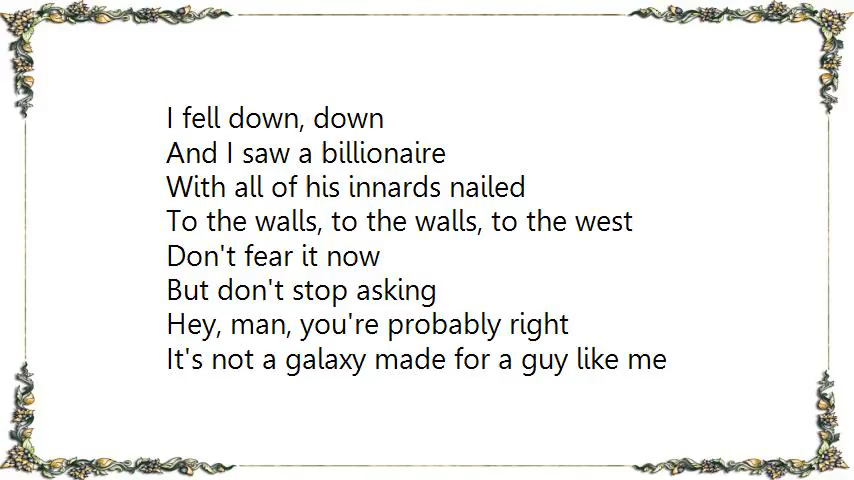 I fell down, down
And I saw a billionaire
With all of his innards nailed
To the walls, to the walls, to the west
Don't fear it now
But don't stop asking
Hey, man, you're probably right
It's not a galaxy made for a guy like me